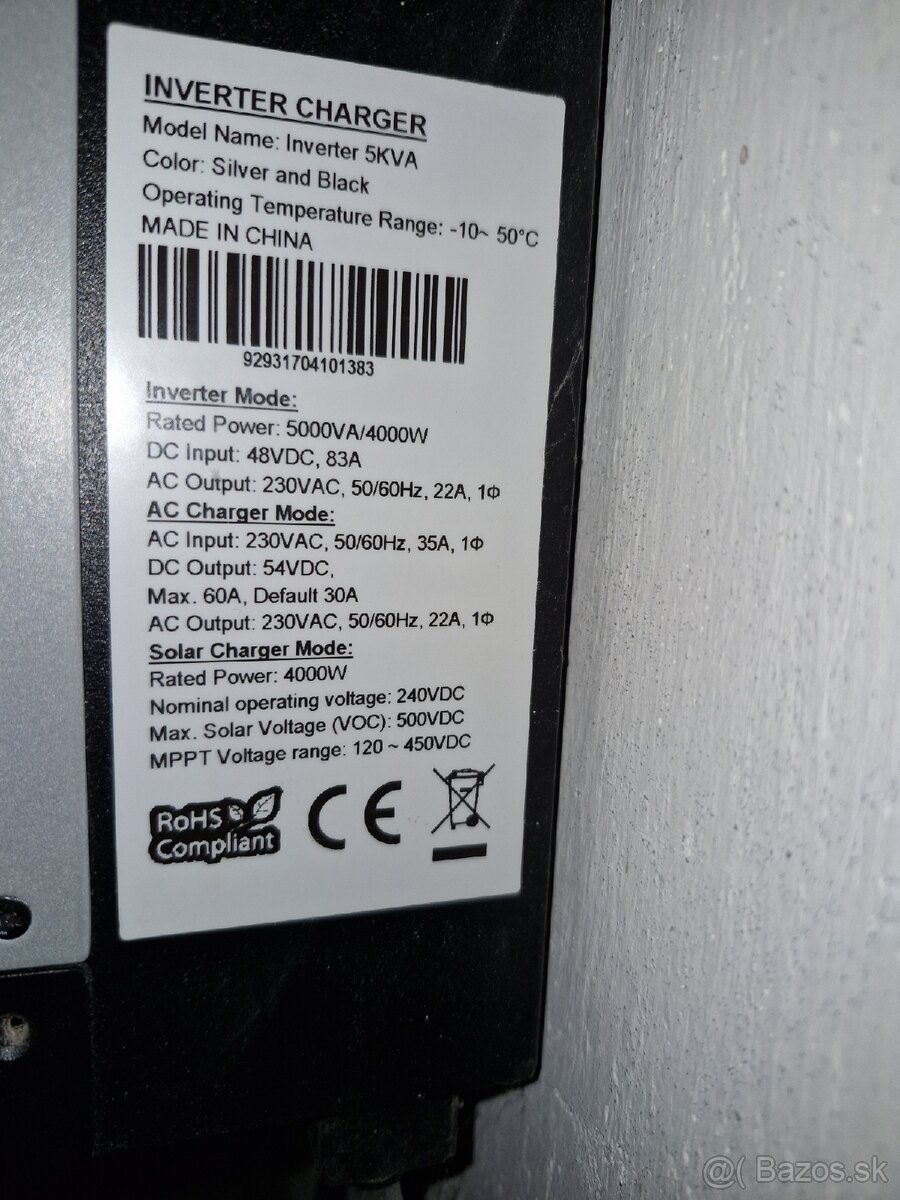 INVERTER CHARGER
Model Name: Inverter 5KVA
Color: Silver and Black
Operating Temperature Range: -10~ 50°C
MADE IN CHINA
92931704101383
Inverter Mode:
Rated Power: 5000VA/4000W
DC Input: 48VDC, 83A
AC Output: 230VAC, 50/60Hz, 22A, 1Φ
AC Charger Mode:
AC Input: 230VAC, 50/60Hz, 35A, 1Φ
DC Output: 54VDC,
Max. 60A, Default 30A
AC Output: 230VAC, 50/60Hz, 22A, 1Φ
Solar Charger Mode:
Rated Power: 4000W
Nominal operating voltage: 240VDC
Max. Solar Voltage (VOC): 500VDC
MPPT Voltage range: 120 ~ 450VDC
RoHS
Compliant
CE
@( Bazos.sk